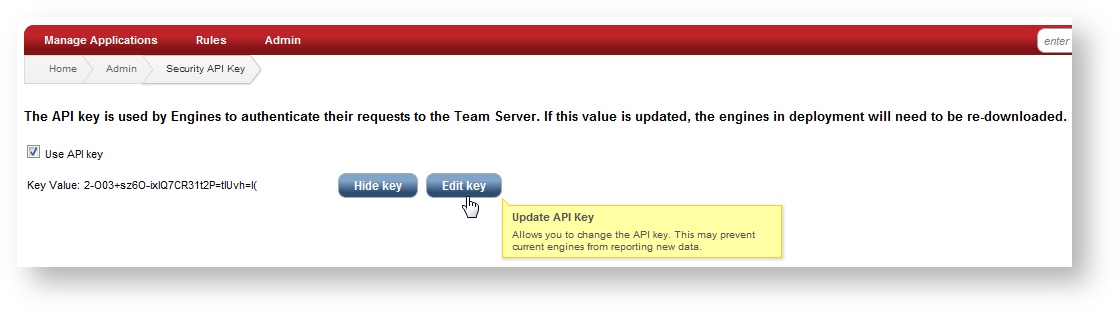 Manage Applications Rules Admin enter
Home Admin Security API Key
The API key is used by Engines to authenticate their requests to the Team Server. If this value is updated, the engines in deployment will need to be re-downloaded.
Use API key
Key Value: 2-O03+sz6O-ixIQ7CR31t2P=tlUvh=I( Hide key Edit key
Update API Key
Allows you to change the API key. This may prevent
current engines from reporting new data.